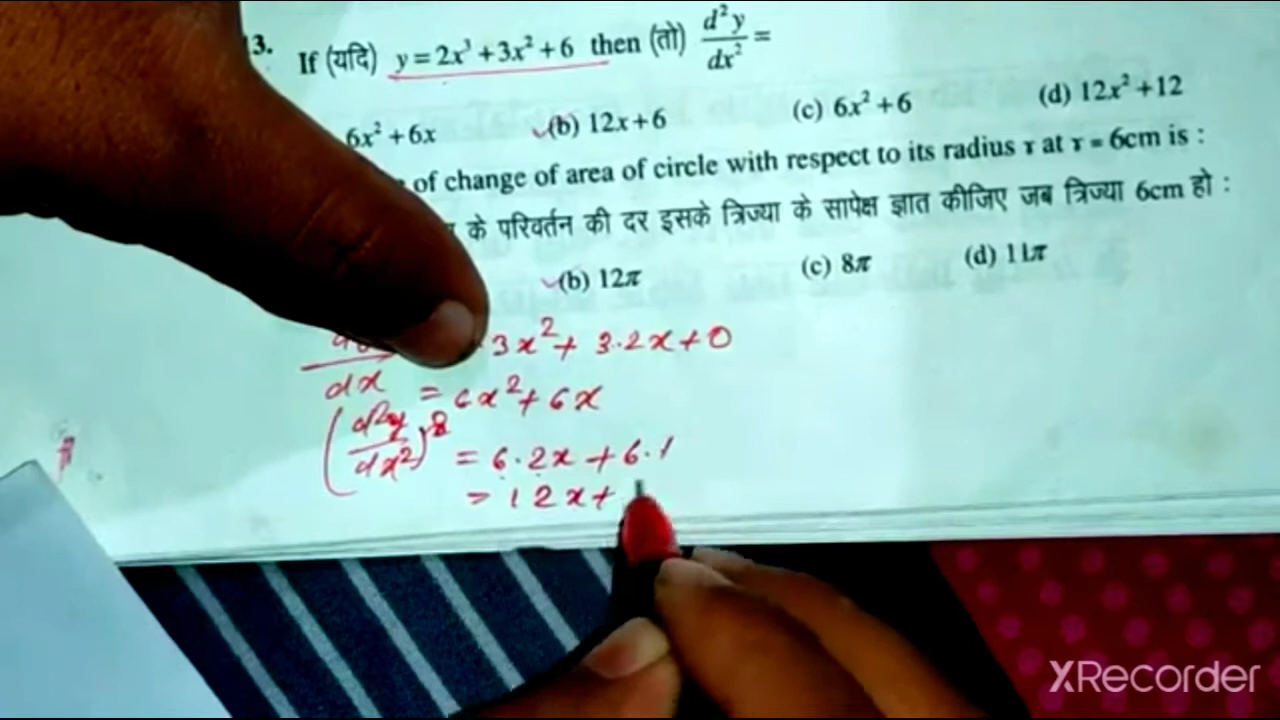 3. If (यदि) y = 2x³ + 3x² + 6 then (तो) d²y/dx² =
6x² + 6x (b) 12x + 6 (c) 6x² + 6 (d) 12x² + 12
of change of area of circle with respect to its radius r at r = 6cm is :
के परिवर्तन की दर इसके त्रिज्या के सापेक्ष ज्ञात कीजिए जब त्रिज्या 6cm हो :
(b) 12π (c) 8π (d) 11π
dx 3x² + 3.2x + 0
= 6x² + 6x
(d²y/dx²) = 6.2x + 6.1
= 12x +
XRecorder